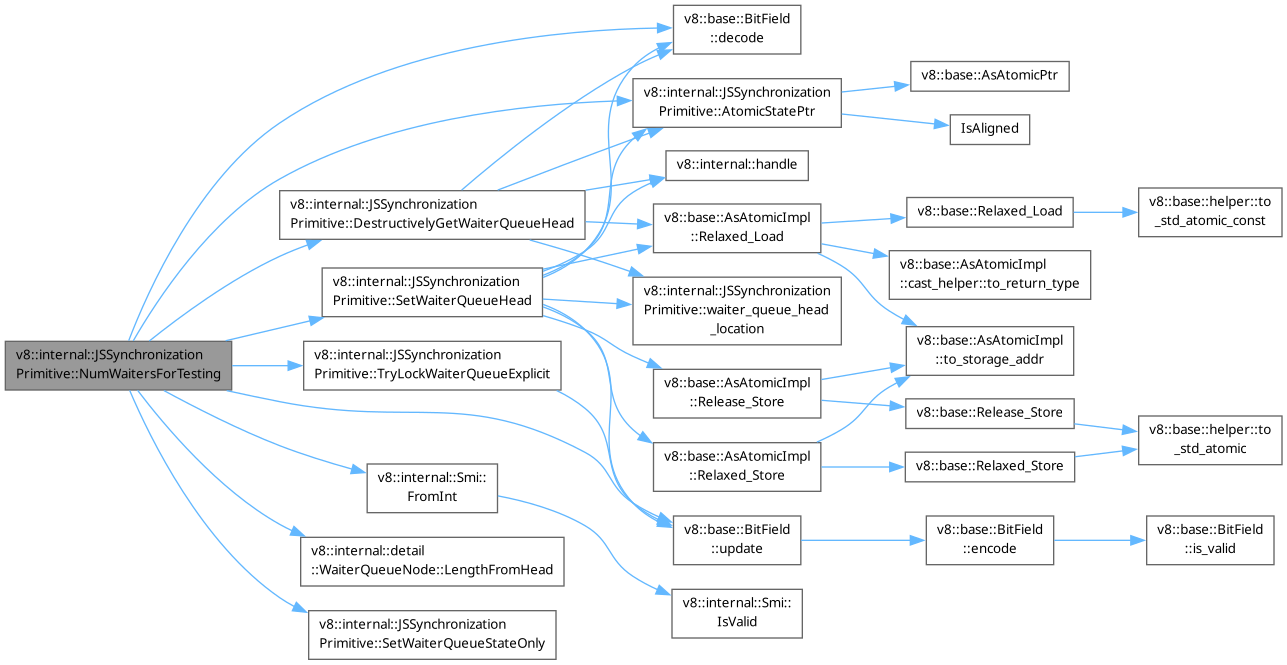 v8::internal::JSSynchronization
Primitive::NumWaitersForTesting
v8::base::BitField
::decode
v8::internal::JSSynchronization
Primitive::AtomicStatePtr
v8::base::AsAtomicPtr
IsAligned
v8::internal::JSSynchronization
Primitive::DestructivelyGetWaiterQueueHead
v8::internal::handle
v8::base::AsAtomicImpl
::Relaxed_Load
v8::base::Relaxed_Load
v8::base::helper::to
_std_atomic_const
v8::base::AsAtomicImpl
::cast_helper::to_return_type
v8::base::AsAtomicImpl
::to_storage_addr
v8::internal::JSSynchronization
Primitive::waiter_queue_head
_location
v8::internal::JSSynchronization
Primitive::SetWaiterQueueHead
v8::base::AsAtomicImpl
::Release_Store
v8::base::Release_Store
v8::base::helper::to
_std_atomic
v8::base::AsAtomicImpl
::Relaxed_Store
v8::base::Relaxed_Store
v8::base::BitField
::update
v8::base::BitField
::encode
v8::base::BitField
::is_valid
v8::internal::JSSynchronization
Primitive::TryLockWaiterQueueExplicit
v8::internal::Smi::
FromInt
v8::internal::Smi::
IsValid
v8::internal::detail
::WaiterQueueNode::LengthFromHead
v8::internal::JSSynchronization
Primitive::SetWaiterQueueStateOnly